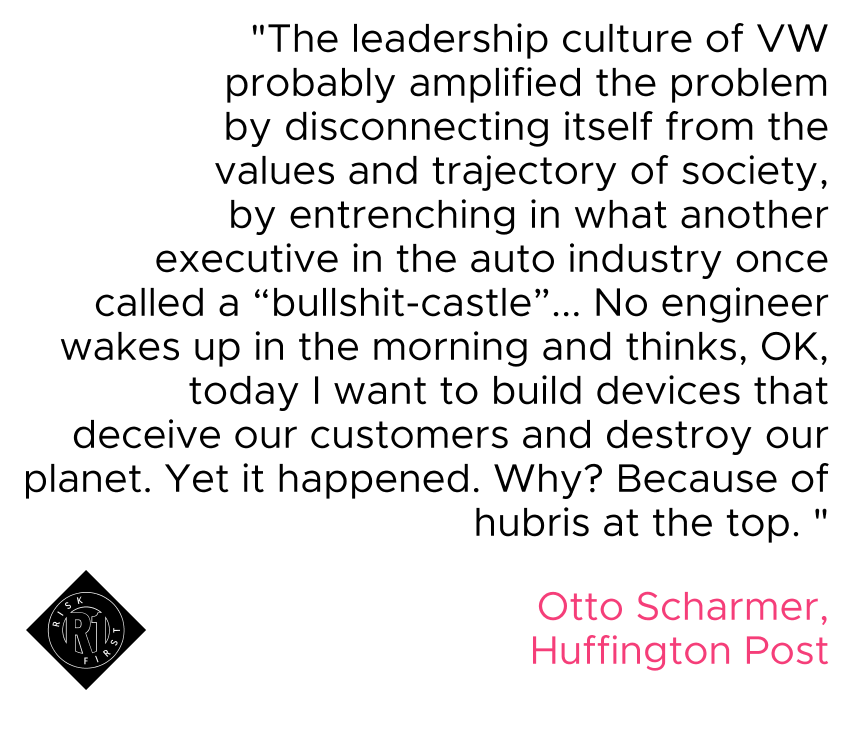 "The leadership culture of VW
probably amplified the problem
by disconnecting itself from the
values and trajectory of society,
by entrenching in what another
executive in the auto industry once
called a “bullshit-castle”... No engineer
wakes up in the morning and thinks, OK,
today I want to build devices that
deceive our customers and destroy our
planet. Yet it happened. Why? Because of
hubris at the top. "
Otto Scharmer,
Huffington Post
RISK
R1
FIRST